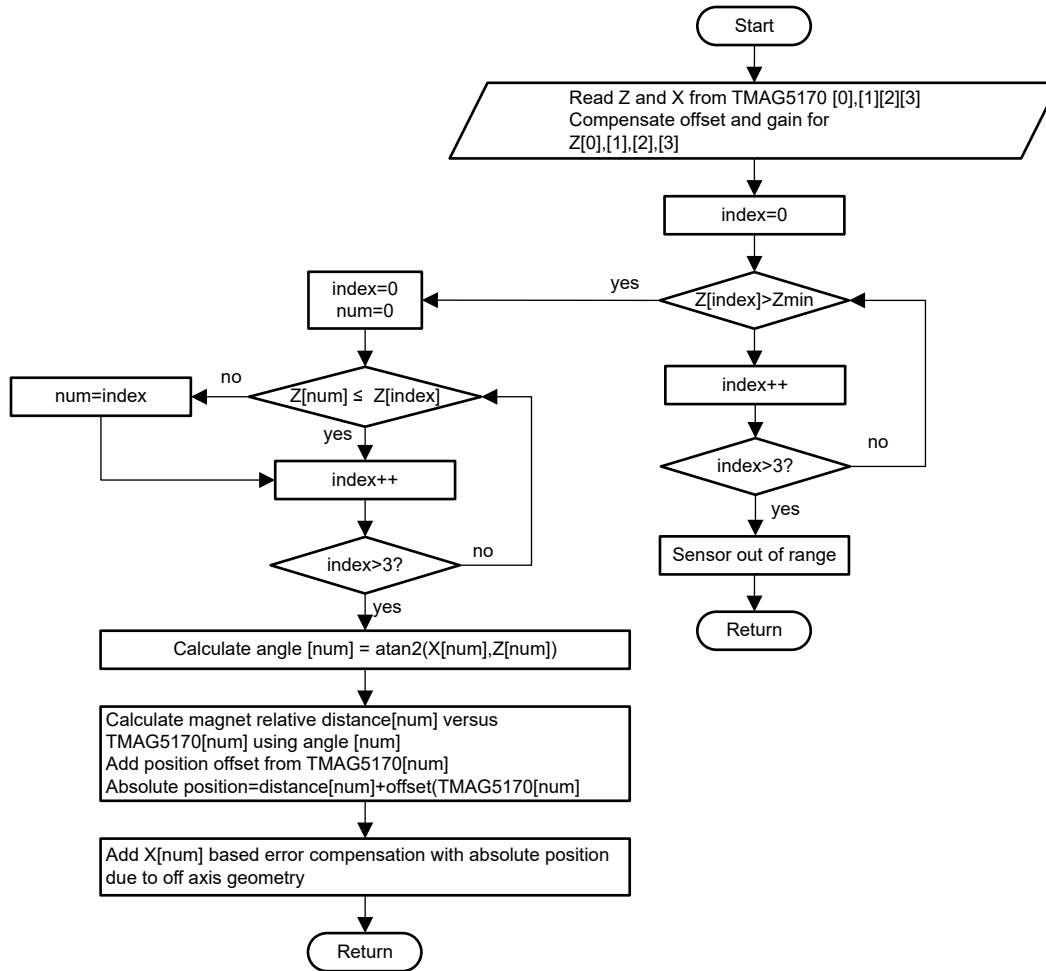 Start
Read Z and X from TMAG5170 [0],[1][2][3]
Compensate offset and gain for
Z[0],[1],[2],[3]
index=0
Z[index]>Zmin
yes
index++
index>3?
no
yes
Sensor out of range
Return
index=0
num=0
Z[num] ≤ Z[index]
no
num=index
yes
index++
index>3?
no
yes
Calculate angle [num] = atan2(X[num],Z[num])
Calculate magnet relative distance[num] versus
TMAG5170[num] using angle [num]
Add position offset from TMAG5170[num]
Absolute position=distance[num]+offset(TMAG5170[num]
Add X[num] based error compensation with absolute position
due to off axis geometry
Return